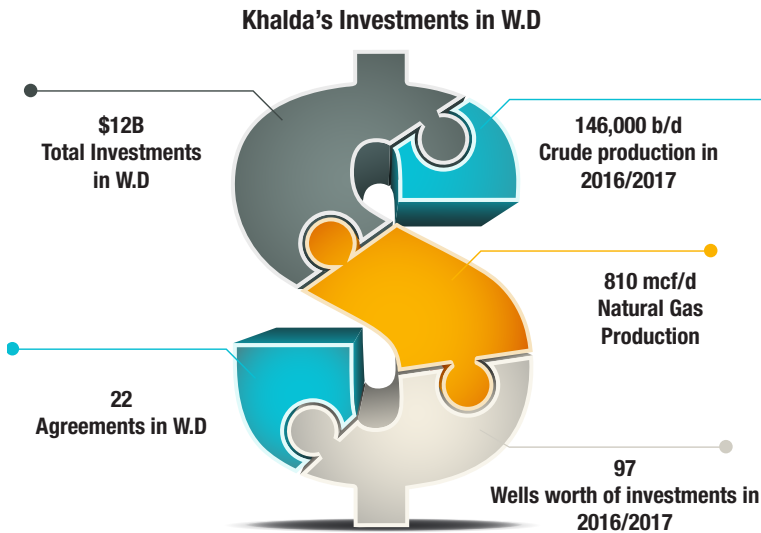 Khalda's Investments in W.D
$12B
Total Investments
in W.D
146,000 b/d
Crude production in
2016/2017
810 mcf/d
Natural Gas
Production
22
Agreements in W.D
97
Wells worth of investments in
2016/2017